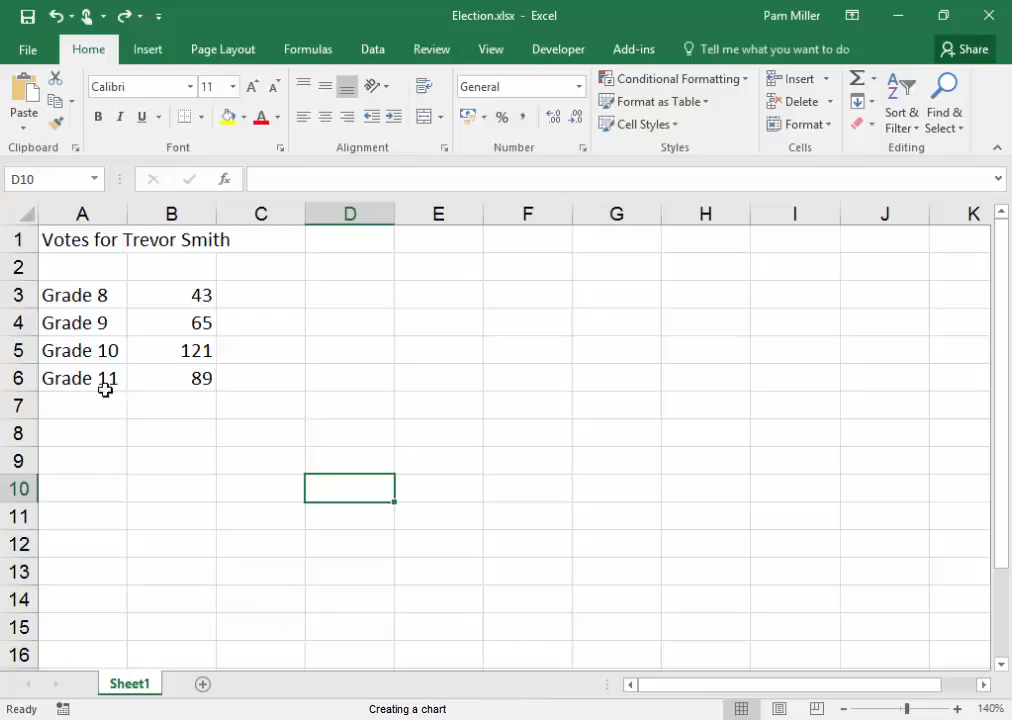 Election.xlsx - Excel
Pam Miller
File Home Insert Page Layout Formulas Data Review View Developer Add-ins Tell me what you want to do Share
Calibri 11 General Conditional Formatting Insert
Format as Table Delete
Paste B I U A % , Cell Styles Format Sort & Filter Find & Select
Clipboard Font Alignment Number Styles Cells Editing
D10 fx
A B C D E F G H I J K
1 Votes for Trevor Smith
2
3 Grade 8 43
4 Grade 9 65
5 Grade 10 121
6 Grade 11 89
7
8
9
10
11
12
13
14
15
16
Sheet1
Ready Creating a chart 140%